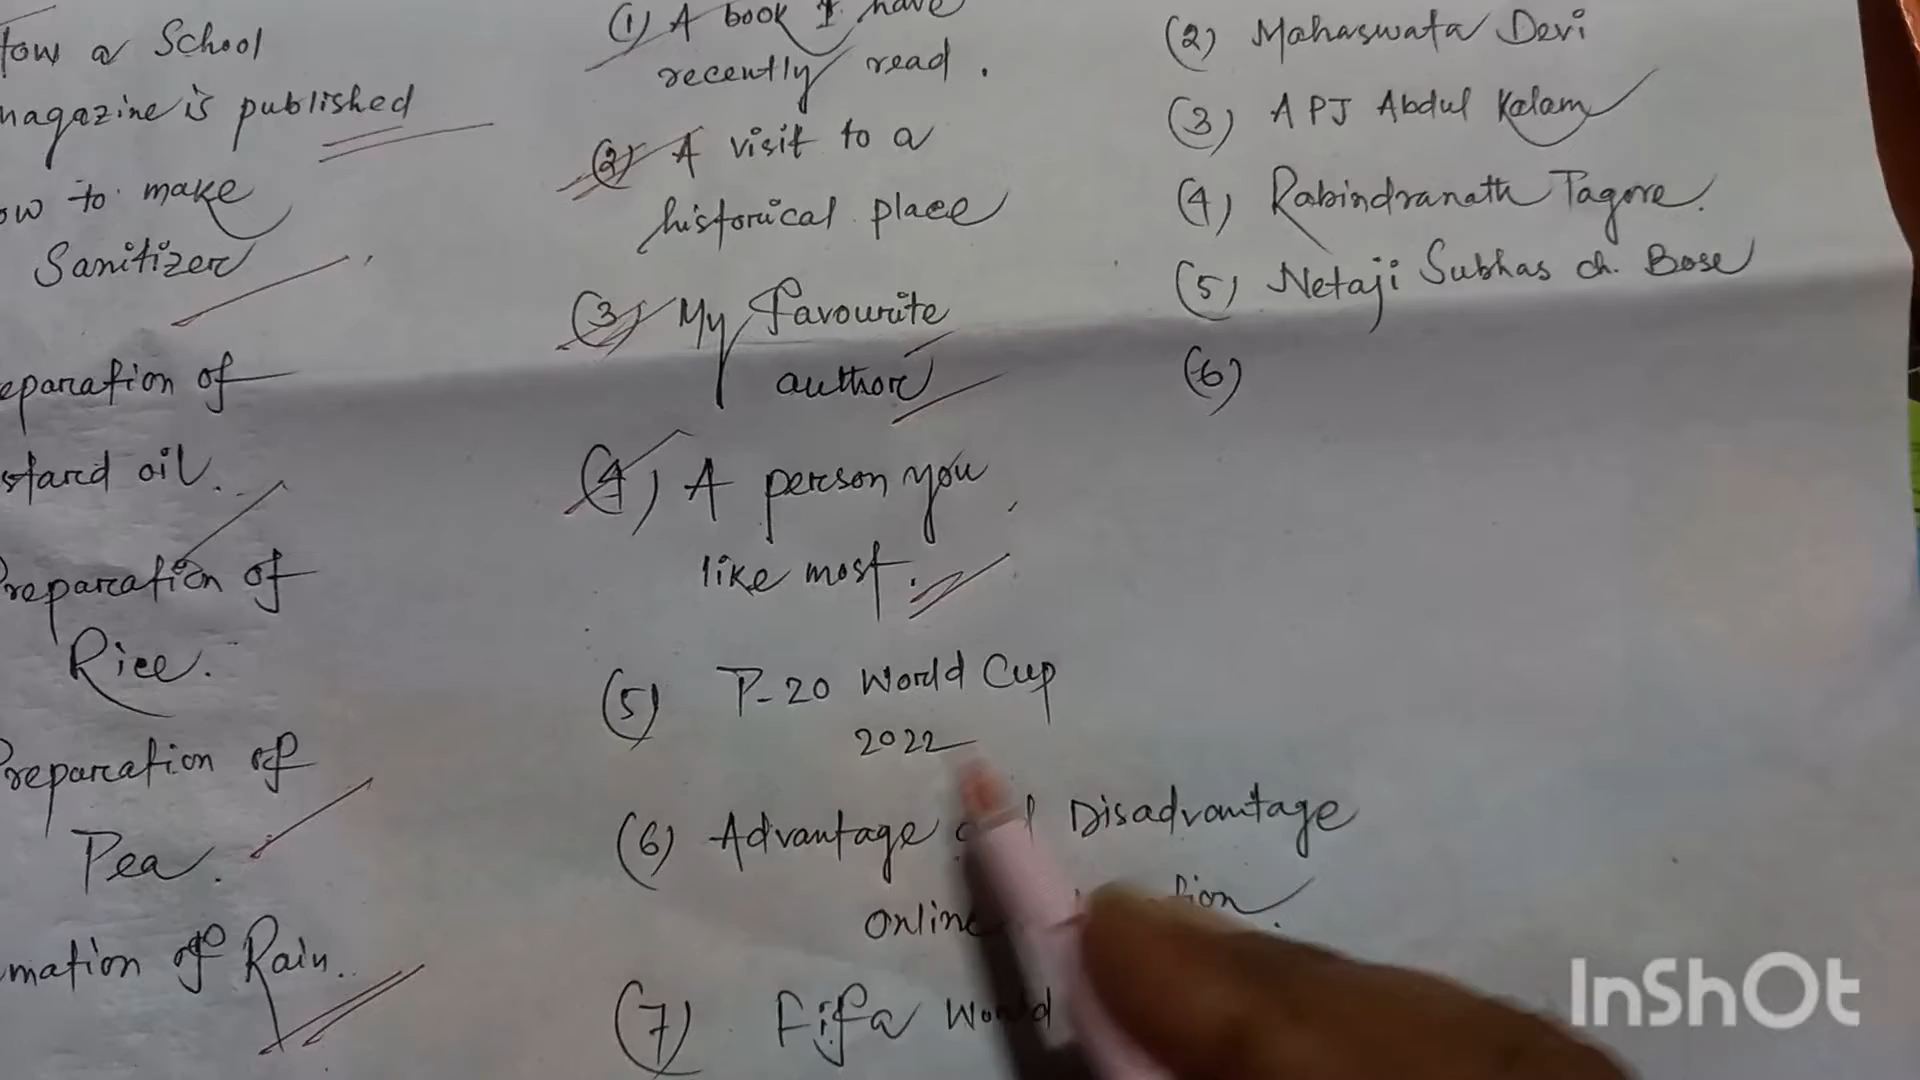 How a School
magazine is published
How to make
Sanitizer
eparation of
stard oil.
Preparation of
Rice.
Preparation of
Pea.
mation of Rain.
(1) A book I have
recently read.
(2) A visit to a
historical place
(3) My favourite
author
(4) A person you
like most.
(5) T-20 World Cup
2022
(6) Advantage Disadvantage
Online
(7) Fifa World
(2) Mahaswata Devi
(3) APJ Abdul Kalam
(4) Rabindranath Tagore.
(5) Netaji Subhas ch. Bose
(6)
InShOt